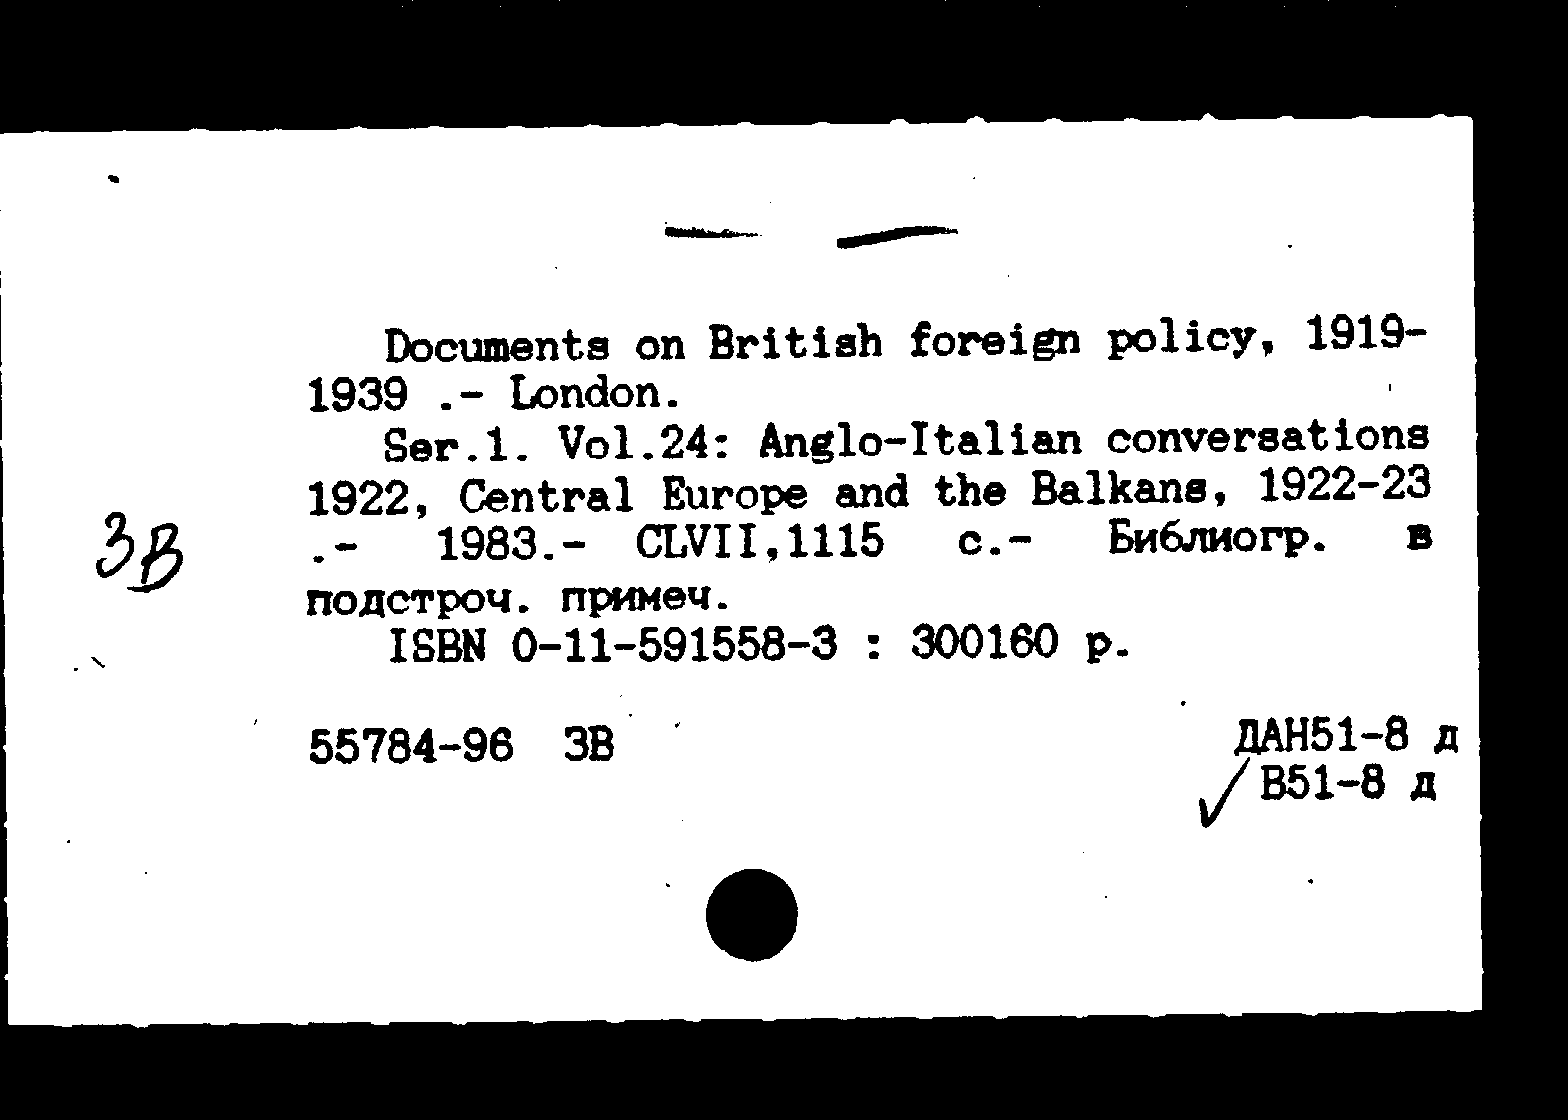 Documents on British foreign policy, 1919-
1939 .- London.
Ser.1. Vol.24: Anglo-Italian conversations
1922, Central Europe and the Balkans, 1922-23
.- 1983.- CLVII,1115 с.- Библиогр. в
подстроч. примеч.
ISBN 0-11-591558-3 : 300160 р.
ЗВ
55784-96 ЗВ
ДАН51-8 д
В51-8 д